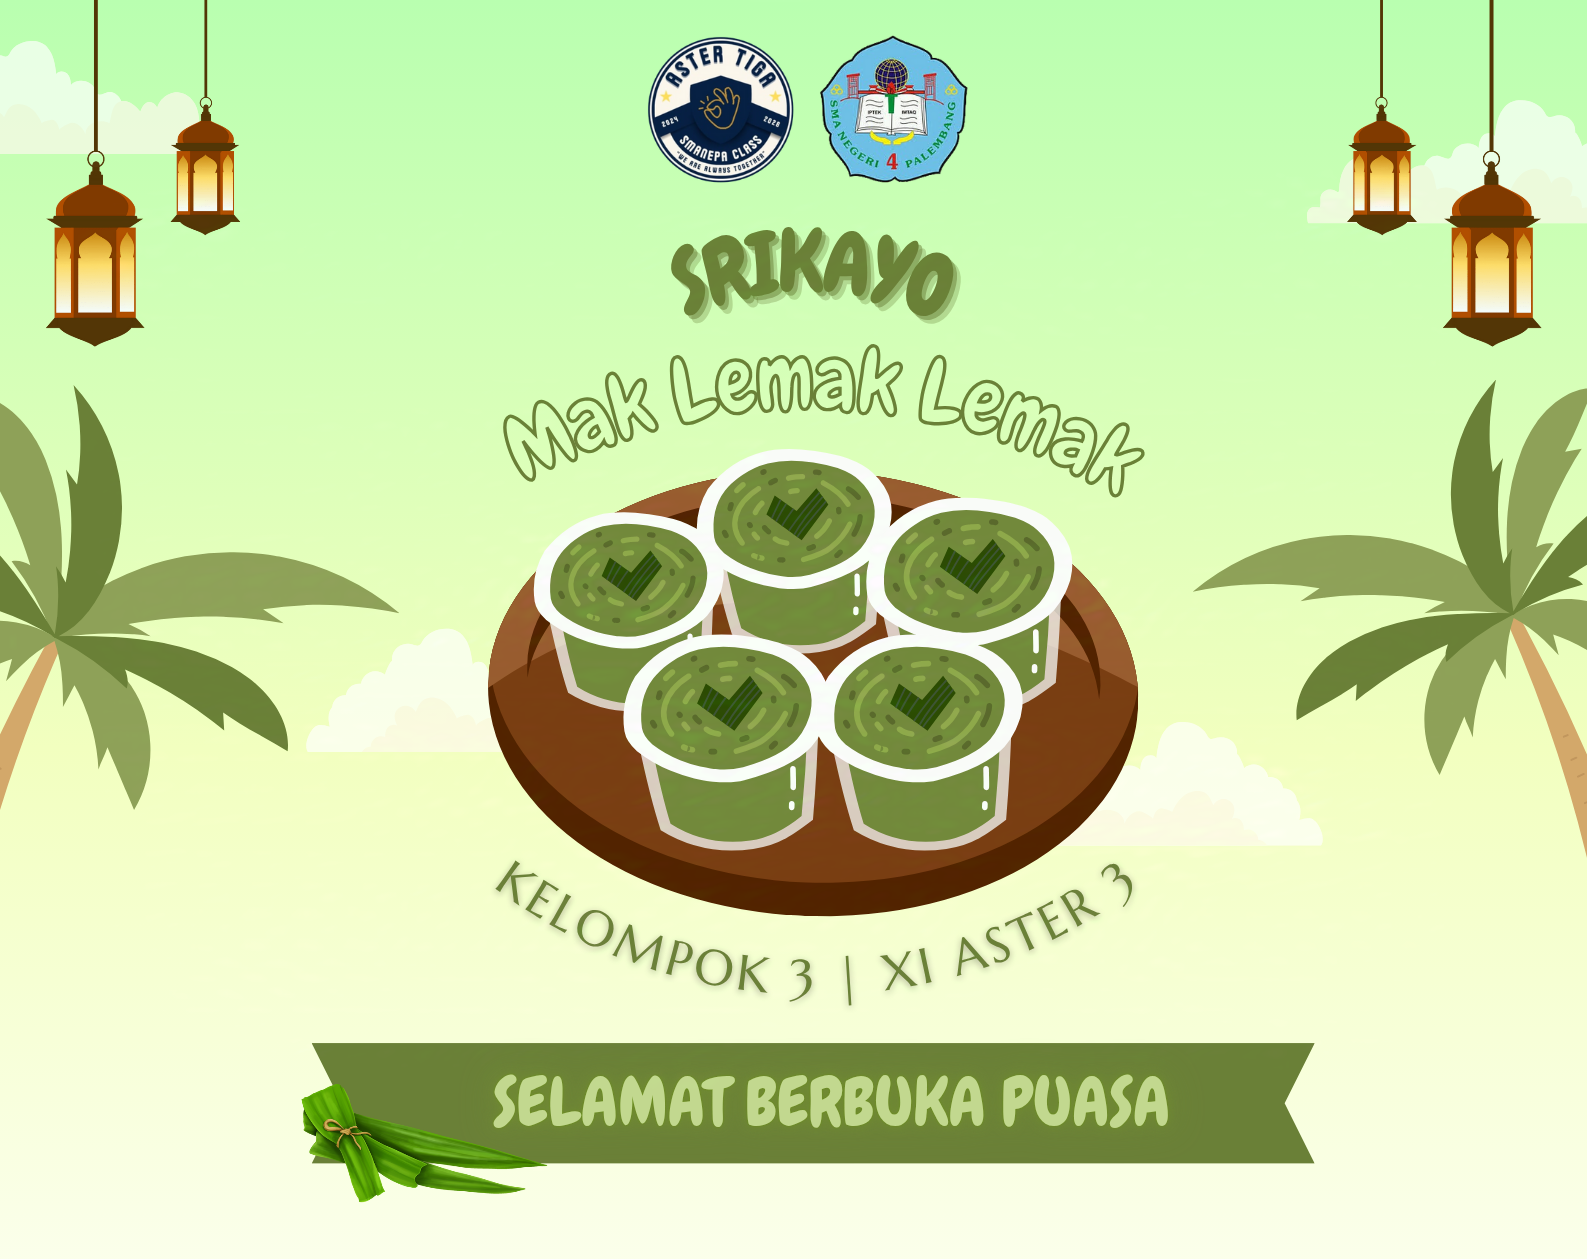 ASTER TIGA
2024 2028
SMANEPA CLASS
"WE ARE ALWAYS TOGETHER"
IPTEK IMTAQ
SMA NEGERI 4 PALEMBANG
SRIKAYO
Mak Lemak Lemak
KELOMPOK 3 | XI ASTER 3
SELAMAT BERBUKA PUASA